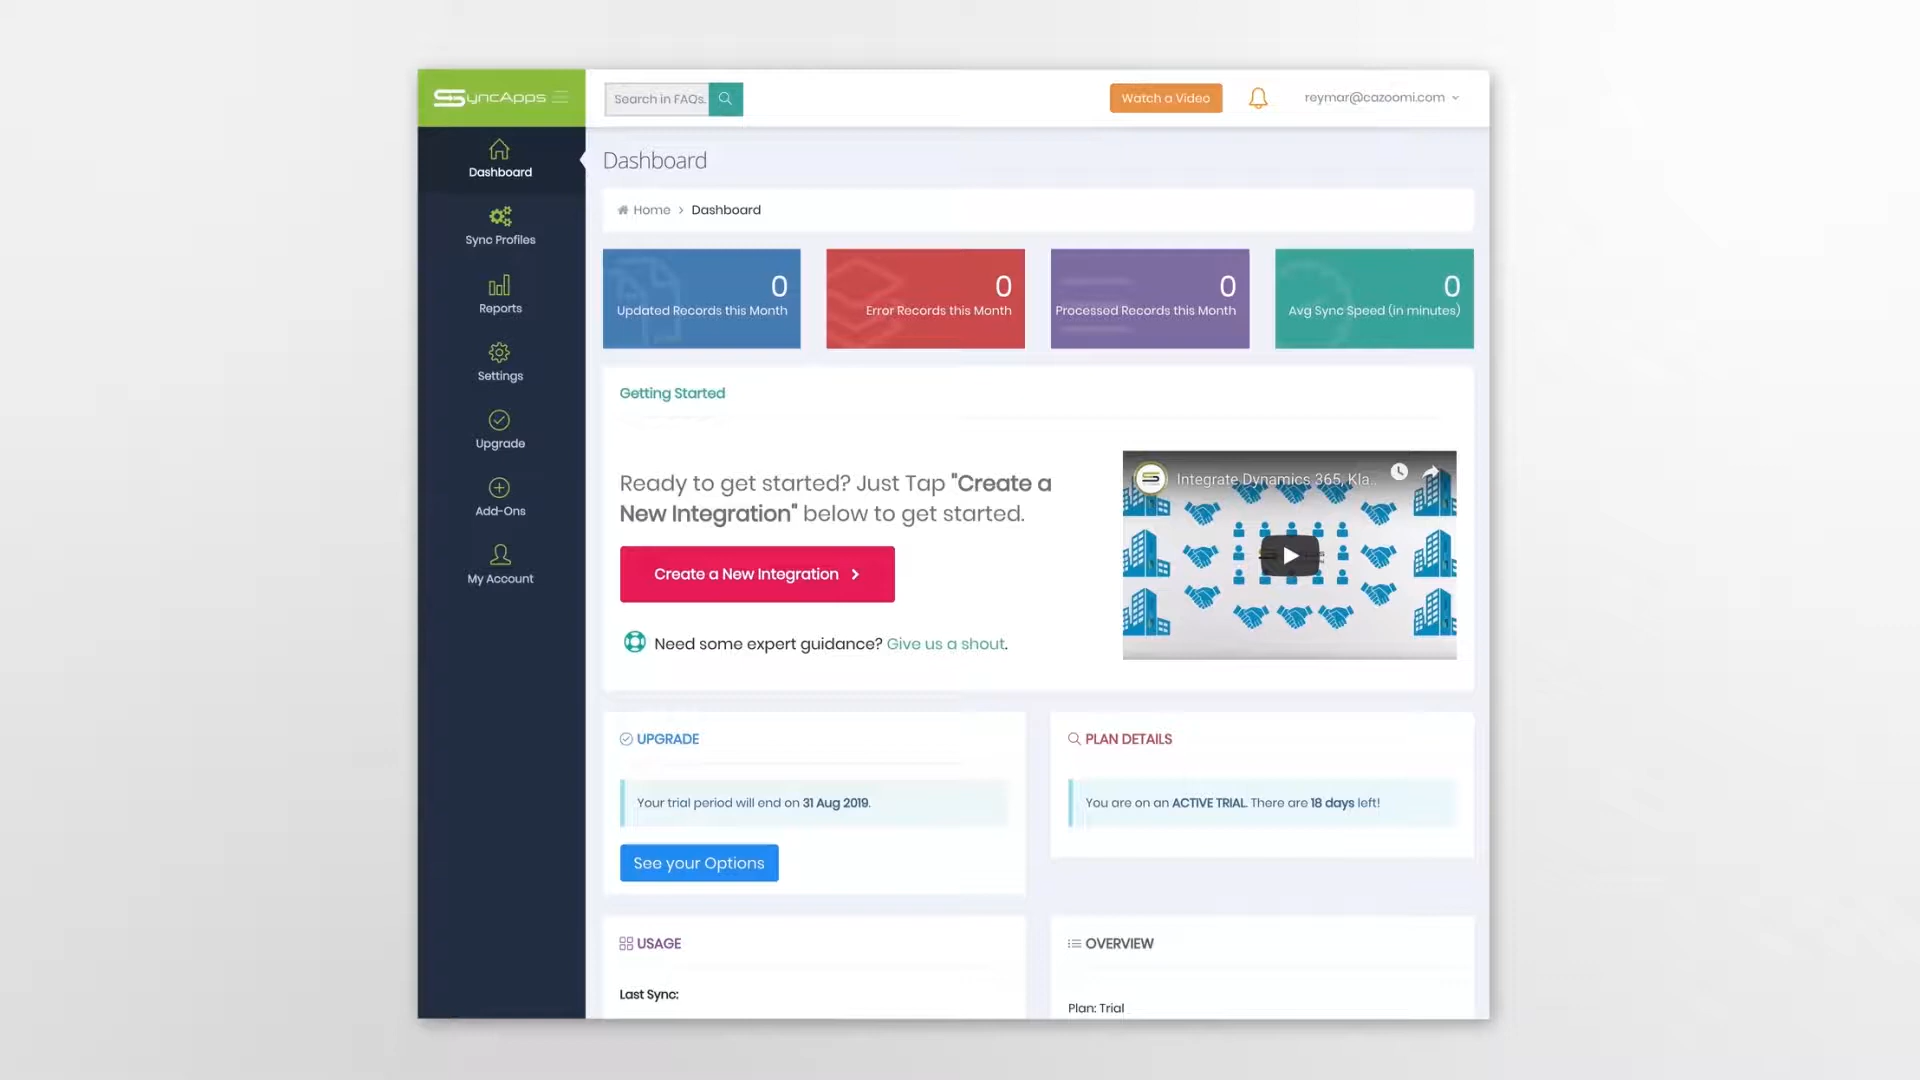 SyncApps
Search in FAQs.
Watch a Video
reymar@cazoomi.com
Dashboard
Sync Profiles
Reports
Settings
Upgrade
Add-Ons
My Account
Dashboard
Home > Dashboard
0
Updated Records this Month
0
Error Records this Month
0
Processed Records this Month
0
Avg Sync Speed (in minutes)
Getting Started
Ready to get started? Just Tap "Create a
New Integration" below to get started.
Create a New Integration
Need some expert guidance? Give us a shout.
Integrate Dynamics 365, Kla..
UPGRADE
Your trial period will end on 31 Aug 2019.
See your Options
PLAN DETAILS
You are on an ACTIVE TRIAL. There are 18 days left!
USAGE
Last Sync:
OVERVIEW
Plan: Trial